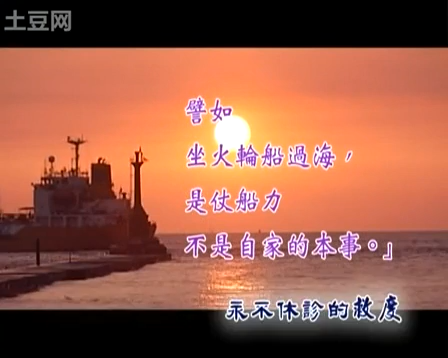 土豆网
譬如
坐火輪船過海，
是仗船力
不是自家的本事。」
永不休診的救度